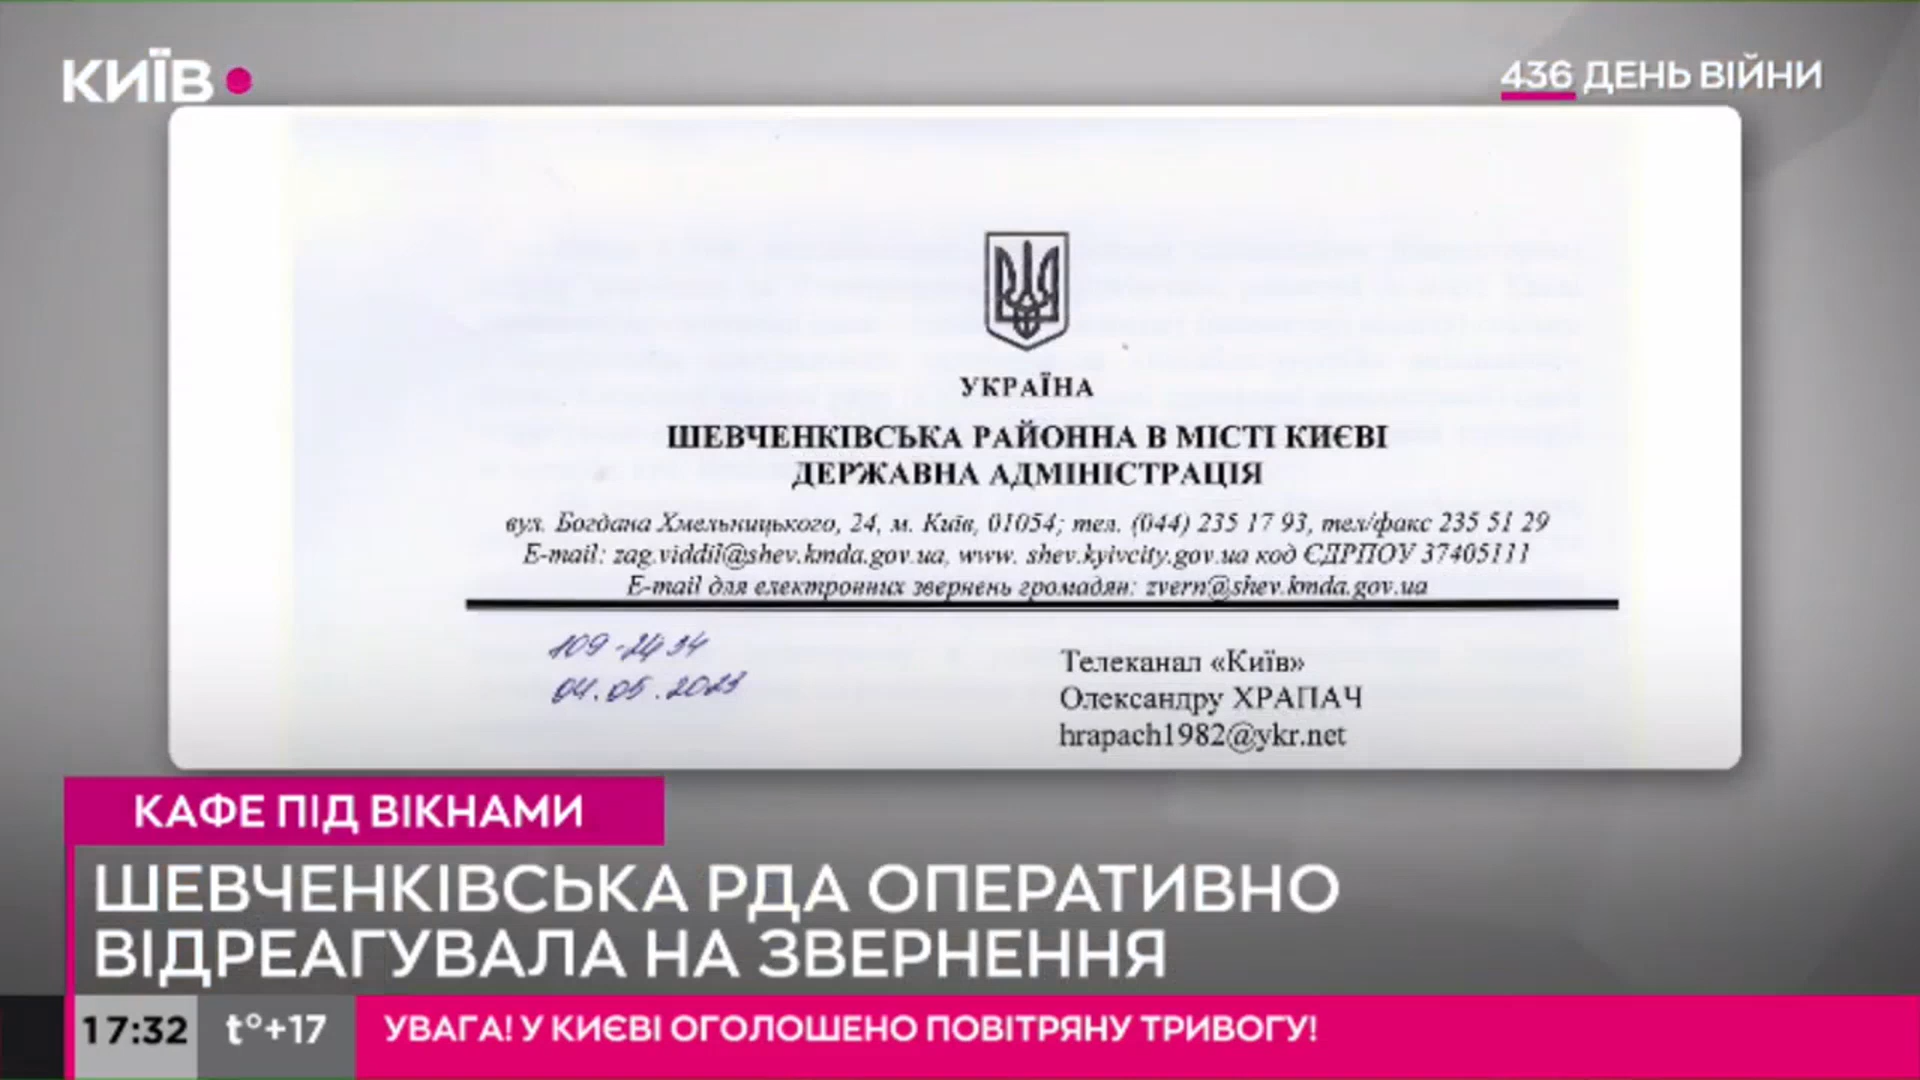 КИЇВ
436 ДЕНЬ ВІЙНИ
УКРАЇНА
ШЕВЧЕНКІВСЬКА РАЙОННА В МІСТІ КИЄВІ
ДЕРЖАВНА АДМІНІСТРАЦІЯ
вул. Богдана Хмельницького, 24, м. Київ, 01054; тел. (044) 235 17 93, тел/факс 235 51 29
E-mail: zag.viddil@shev.kmda.gov.ua, www. shev.kyivcity.gov.ua код ЄДРПОУ 37405111
E-mail для електронних звернень громадян: zvern@shev.kmda.gov.ua
04.05.2023
Телеканал «Київ»
Олександру ХРАПАЧ
hrapach1982@ykr.net
КАФЕ ПІД ВІКНАМИ
ШЕВЧЕНКІВСЬКА РДА ОПЕРАТИВНО
ВІДРЕАГУВАЛА НА ЗВЕРНЕННЯ
17:32 t°+17 УВАГА! У КИЄВІ ОГОЛОШЕНО ПОВІТРЯНУ ТРИВОГУ!